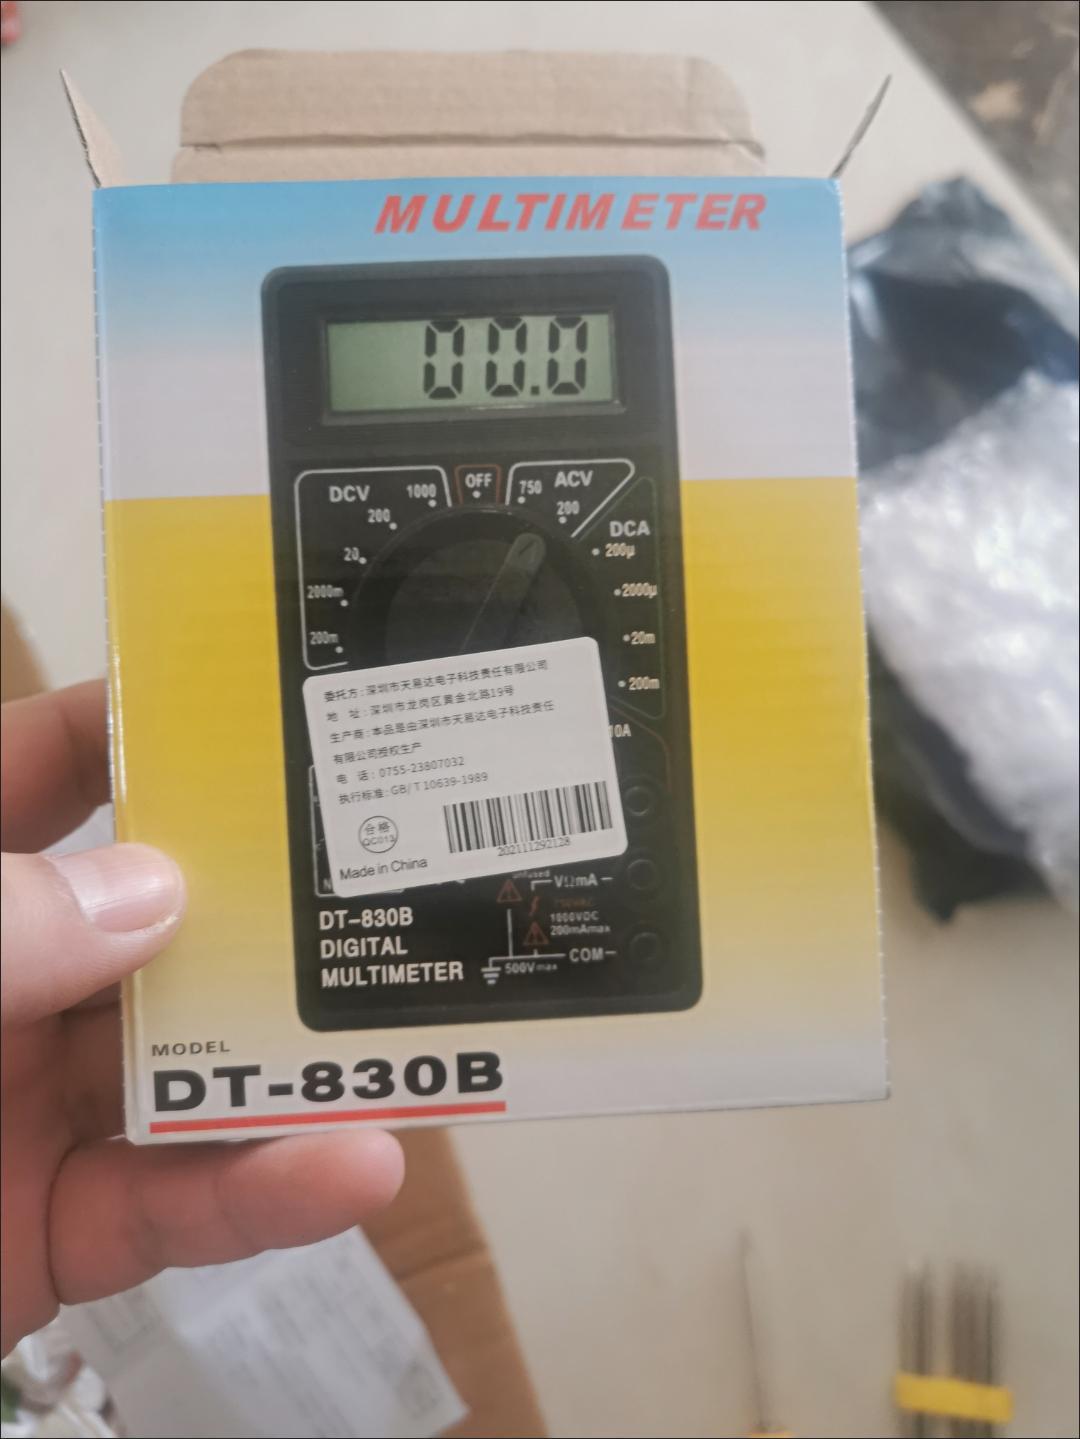 MULTIMETER
00.0
DCV
1000
OFF
750
ACV
200
200
DCA
20
200µ
2000m
2000µ
200m
20m
200m
10A
委托方:深圳市天易达电子科技责任有限公司
地 址:深圳市龙岗区黄金北路19号
生产商:本品是由深圳市天易达电子科技责任
有限公司授权生产
电 话:0755-23807032
执行标准:GB/T 10639-1989
合格
QC013
202111292128
Made in China
unfused
VΩmA
750VAC
1000VDC
200mAmax
COM
500Vmax
DT-830B
DIGITAL
MULTIMETER
MODEL
DT-830B